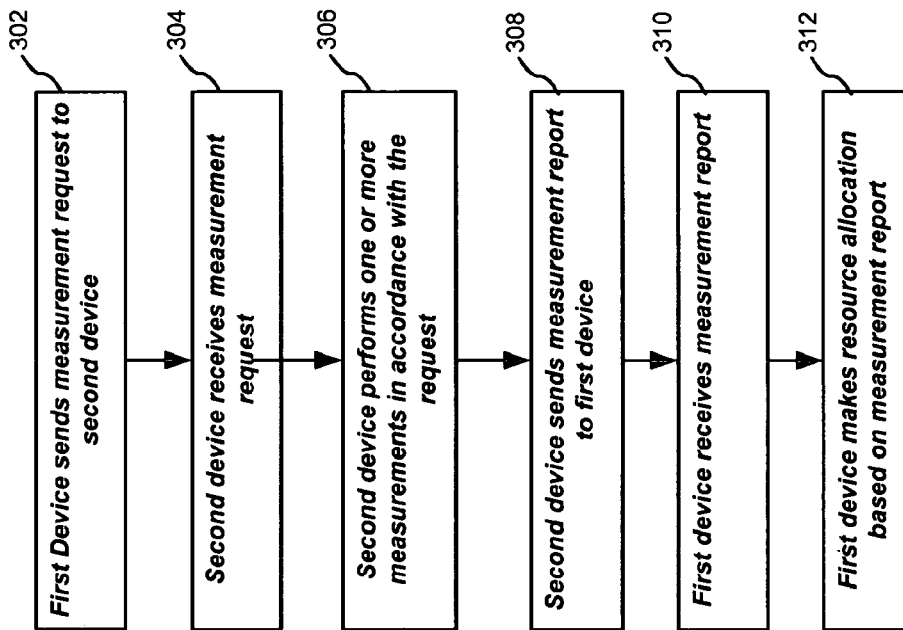 302
First Device sends measurement request to
second device
304
Second device receives measurement
request
306
Second device performs one or more
measurements in accordance with the
request
308
Second device sends measurement report
to first device
310
First device receives measurement report
312
First device makes resource allocation
based on measurement report